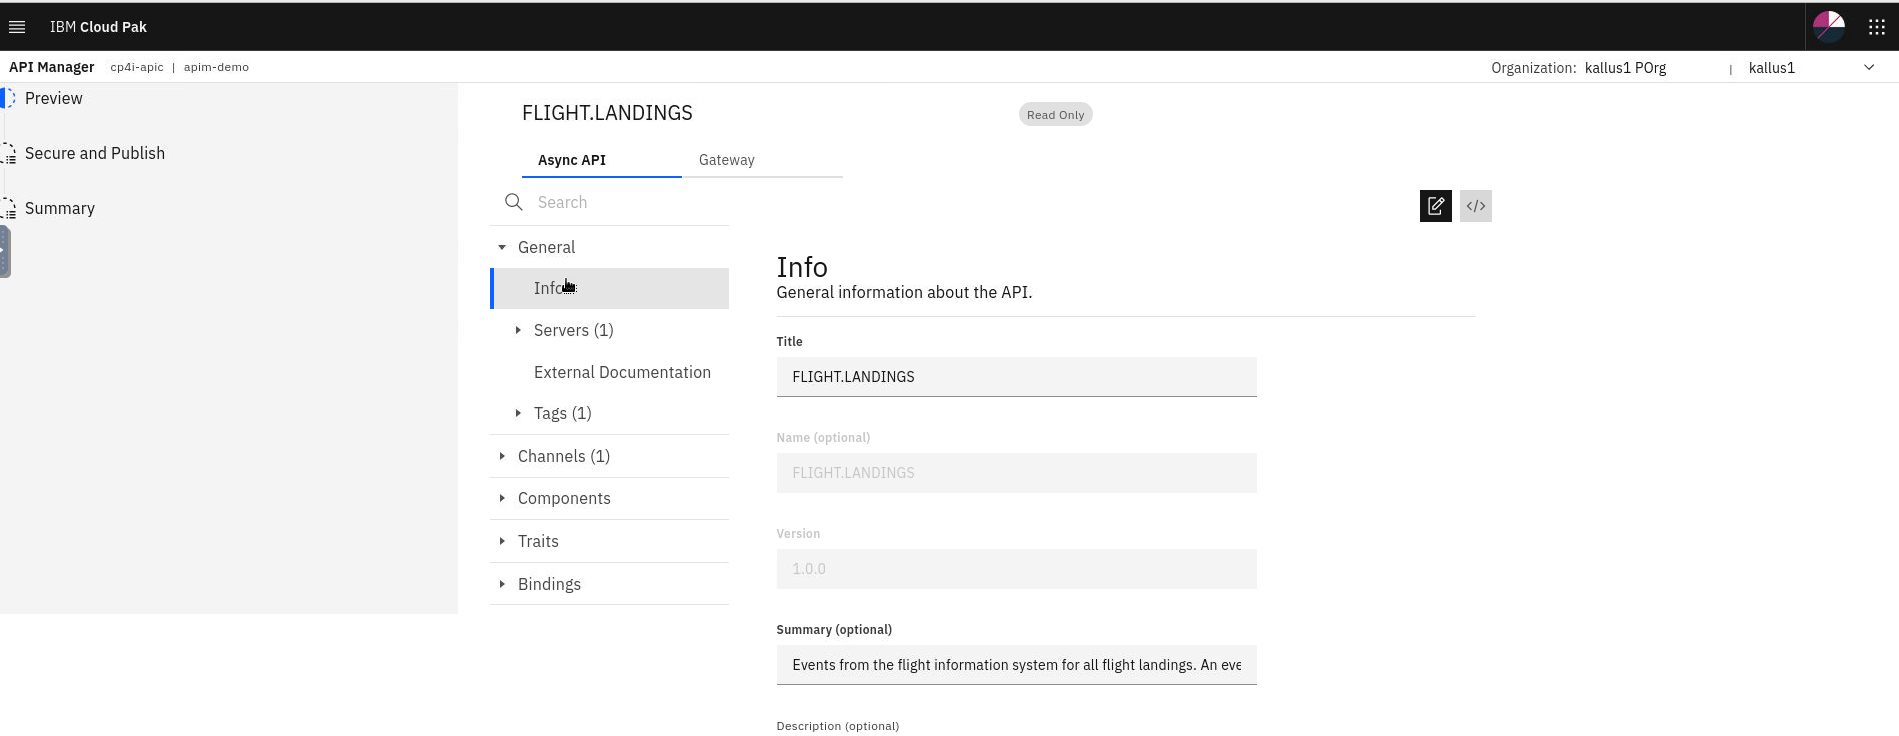 IBM Cloud Pak
API Manager cp4i-apic | apim-demo Organization: kallus1 POrg | kallus1
Preview
Secure and Publish
Summary
FLIGHT.LANDINGS Read Only
Async API Gateway
Search
</>
General
Info
Servers (1)
External Documentation
Tags (1)
Channels (1)
Components
Traits
Bindings
Info
General information about the API.
Title
FLIGHT.LANDINGS
Name (optional)
FLIGHT.LANDINGS
Version
1.0.0
Summary (optional)
Events from the flight information system for all flight landings. An eve
Description (optional)